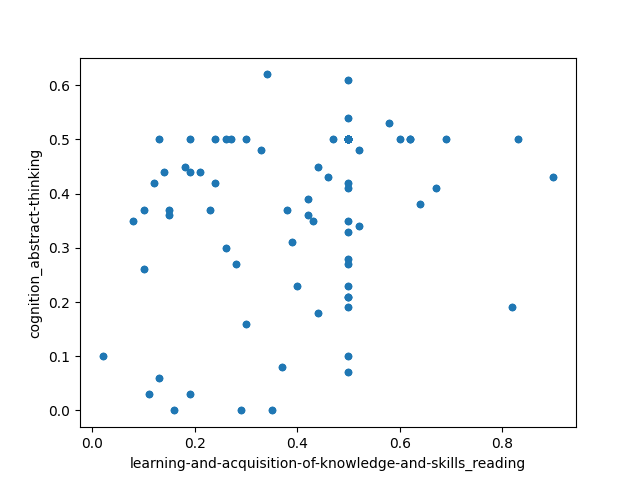 0.6
0.5
0.4
0.3
0.2
0.1
0.0
cognition_abstract-thinking
0.0 0.2 0.4 0.6 0.8
learning-and-acquisition-of-knowledge-and-skills_reading